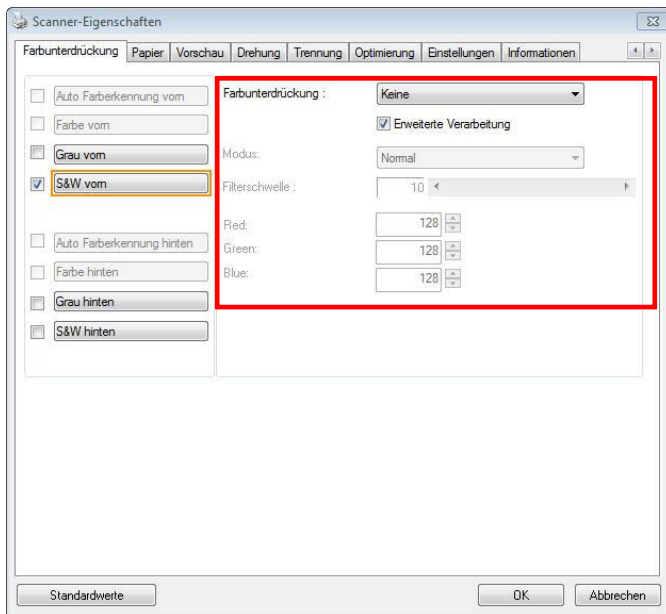 Scanner-Eigenschaften
Farbunterdrückung Papier Vorschau Drehung Trennung Optimierung Einstellungen Informationen
Auto Farberkennung vorn
Farbe vorn
Grau vorn
S&W vorn
Auto Farberkennung hinten
Farbe hinten
Grau hinten
S&W hinten
Farbunterdrückung : Keine
Erweiterte Verarbeitung
Modus: Normal
Filterschwelle : 10
Red: 128
Green: 128
Blue: 128
Standardwerte OK Abbrechen